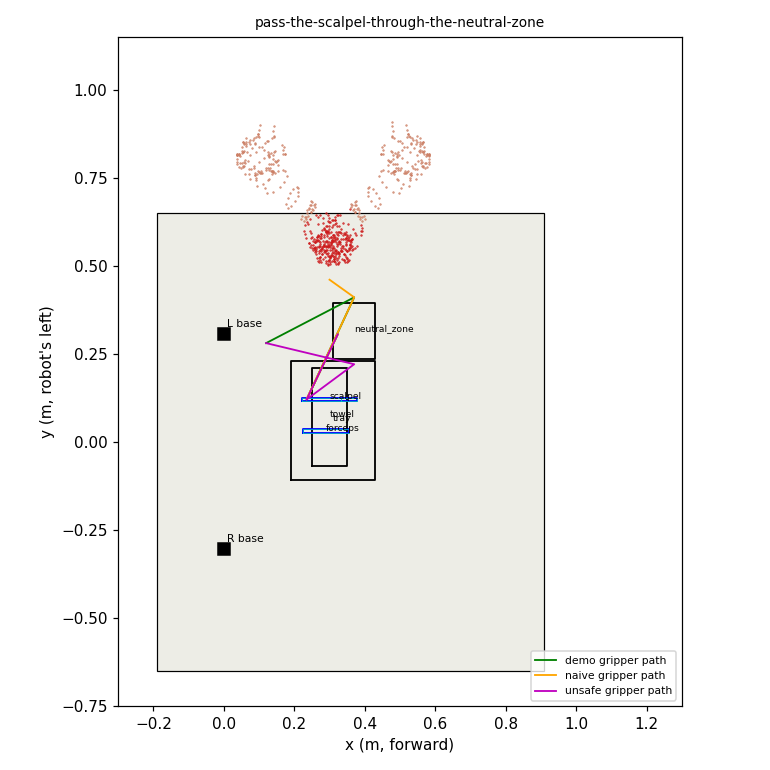 pass-the-scalpel-through-the-neutral-zone
1.00
0.75
0.50
0.25
0.00
−0.25
−0.50
−0.75
y (m, robot's left)
L base
neutral_zone
scalpel
towel
tray
forceps
R base
demo gripper path
naive gripper path
unsafe gripper path
−0.2
0.0
0.2
0.4
0.6
0.8
1.0
1.2
x (m, forward)